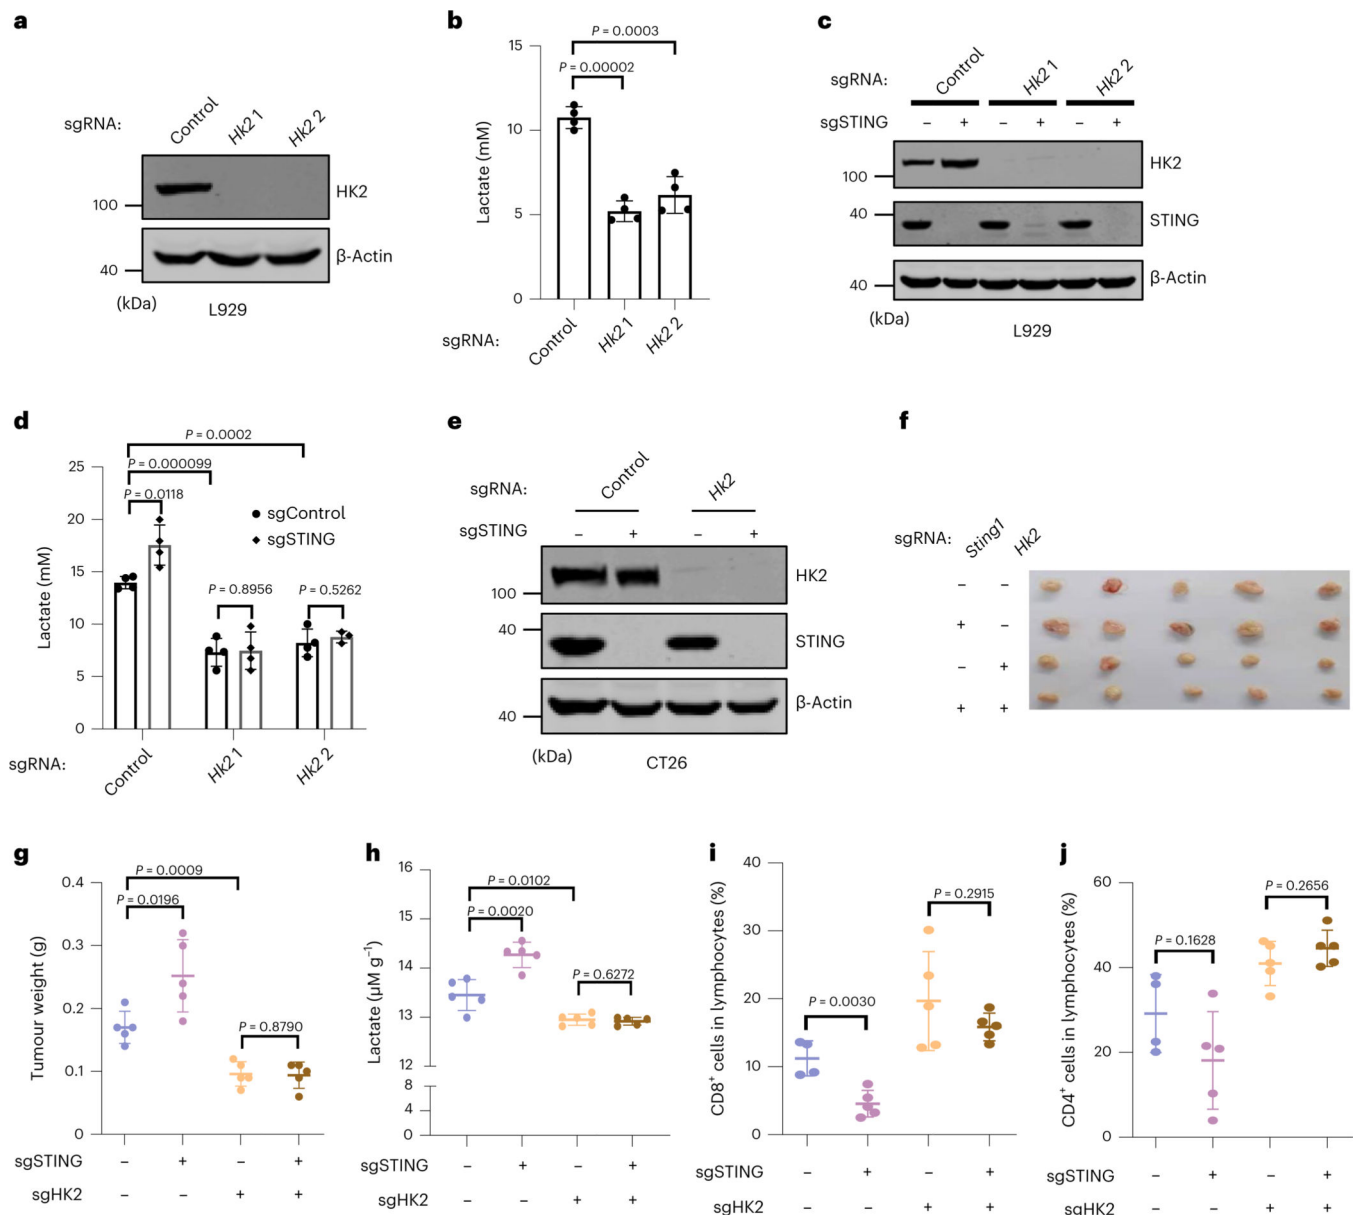 a
sgRNA: Control Hk2 1 Hk2 2
HK2
100
β-Actin
40
(kDa) L929
b
P = 0.0003
P = 0.00002
15
10
5
0
Lactate (mM)
sgRNA: Control Hk2 1 Hk2 2
c
sgRNA: Control Hk2 1 Hk2 2
sgSTING – + – + – +
HK2
100
40
STING
β-Actin
40
(kDa) L929
d
P = 0.0002
P = 0.000099
P = 0.0118
sgControl
sgSTING
P = 0.8956 P = 0.5262
25
20
15
10
5
0
Lactate (mM)
sgRNA: Control Hk2 1 Hk2 2
e
sgRNA: Control Hk2
sgSTING – + – +
HK2
100
40
STING
β-Actin
40
(kDa) CT26
f
sgRNA: Sting1 Hk2
– –
+ –
– +
+ +
g
P = 0.0009
P = 0.0196
P = 0.8790
0.4
0.3
0.2
0.1
0
Tumour weight (g)
sgSTING – + – +
sgHK2 – – + +
h
P = 0.0102
P = 0.0020
P = 0.6272
16
15
14
13
12
8
4
0
Lactate (µM g⁻¹)
sgSTING – + – +
sgHK2 – – + +
i
P = 0.2915
P = 0.0030
40
30
20
10
0
CD8⁺ cells in lymphocytes (%)
sgSTING – + – +
sgHK2 – – + +
j
P = 0.2656
P = 0.1628
60
40
20
0
CD4⁺ cells in lymphocytes (%)
sgSTING – + – +
sgHK2 – – + +